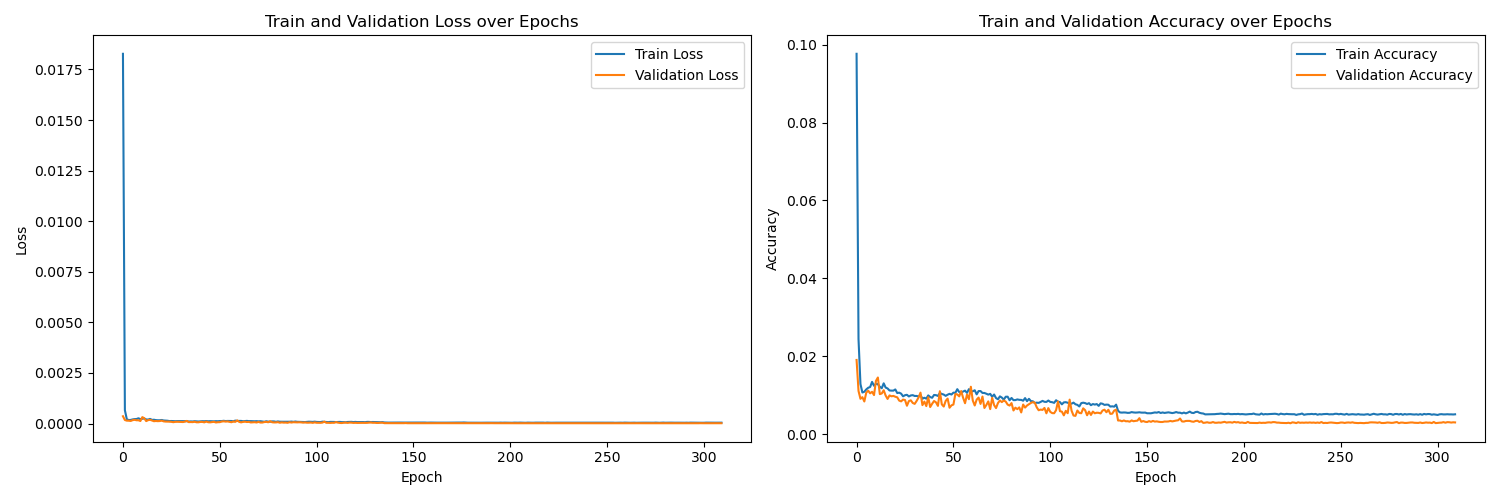 Train and Validation Loss over Epochs
Train Loss
Validation Loss
0.0175
0.0150
0.0125
0.0100
0.0075
0.0050
0.0025
0.0000
Loss
0 50 100 150 200 250 300
Epoch
Train and Validation Accuracy over Epochs
Train Accuracy
Validation Accuracy
0.10
0.08
0.06
0.04
0.02
0.00
Accuracy
0 50 100 150 200 250 300
Epoch